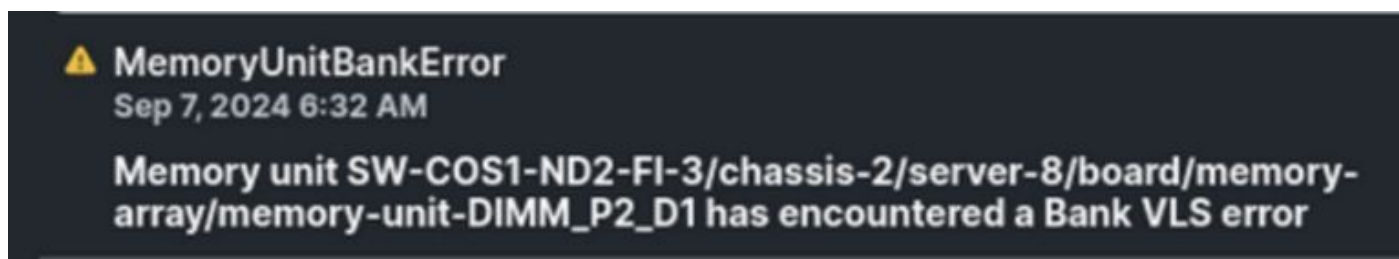 MemoryUnitBankError
Sep 7, 2024 6:32 AM
Memory unit SW-COS1-ND2-FI-3/chassis-2/server-8/board/memory-
array/memory-unit-DIMM_P2_D1 has encountered a Bank VLS error